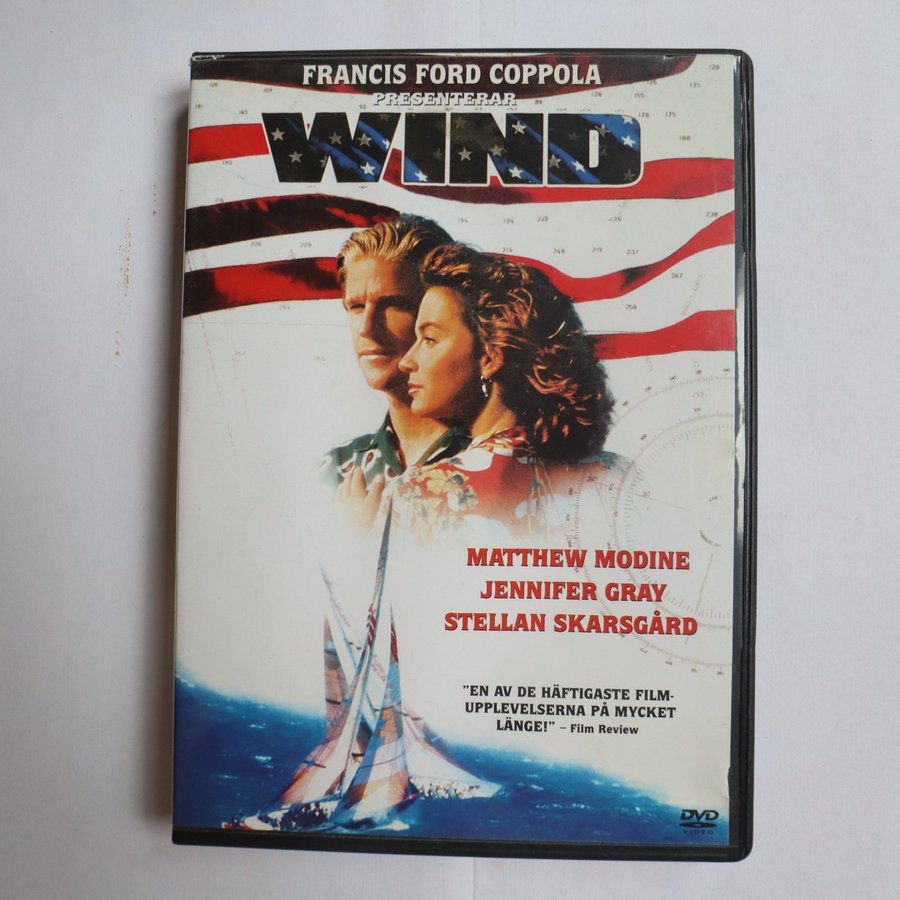 FRANCIS FORD COPPOLA
PRESENTERAR
WIND
MATTHEW MODINE
JENNIFER GRAY
STELLAN SKARSGÅRD
”EN AV DE HÄFTIGASTE FILM-
UPPLEVELSERNA PÅ MYCKET
LÄNGE!” – Film Review
DVD
VIDEO